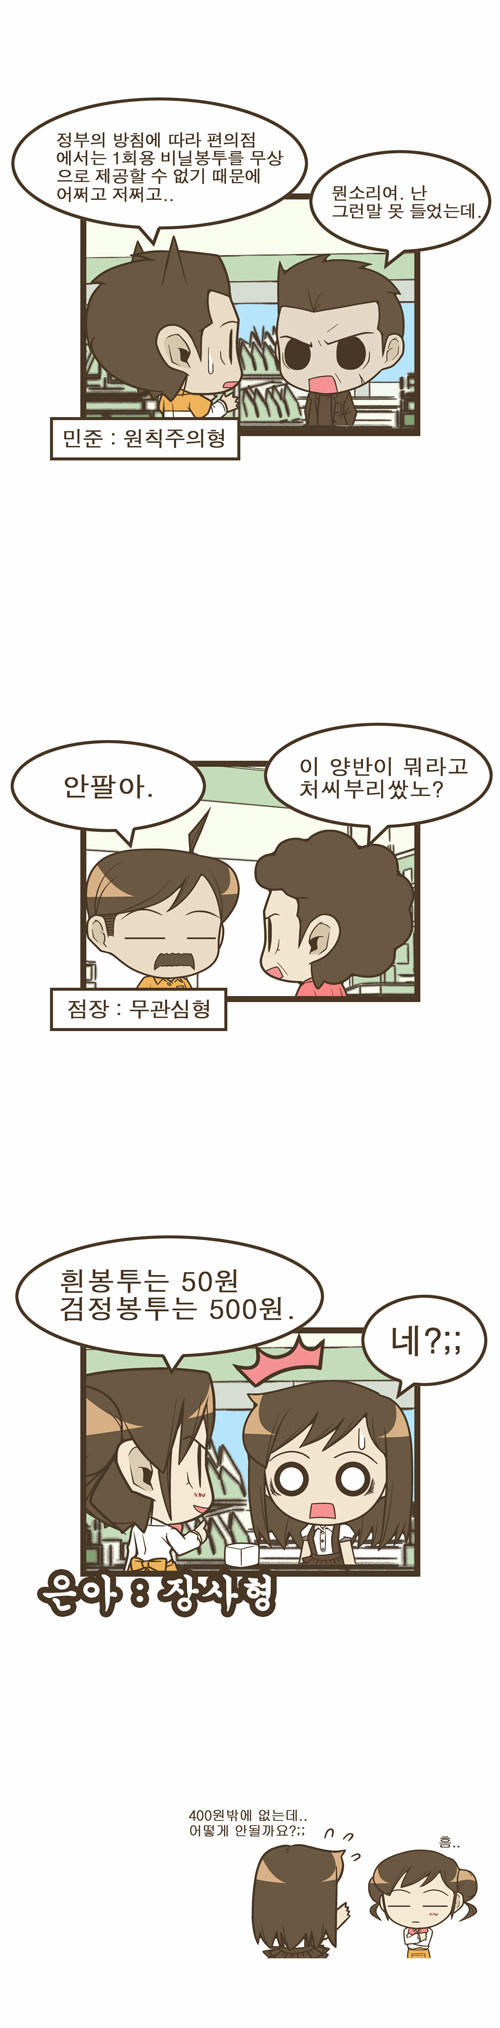 정부의 방침에 따라 편의점
에서는 1회용 비닐봉투를 무상
으로 제공할 수 없기 때문에
어쩌고 저쩌고..
뭔소리여. 난
그런말 못 들었는데.
민준 : 원칙주의형
안팔아.
이 양반이 뭐라고
처씨부리쌌노?
점장 : 무관심형
흰봉투는 50원
검정봉투는 500원.
네?;;
은아 : 장사형
400원밖에 없는데..
어떻게 안될까요?;;
흠..